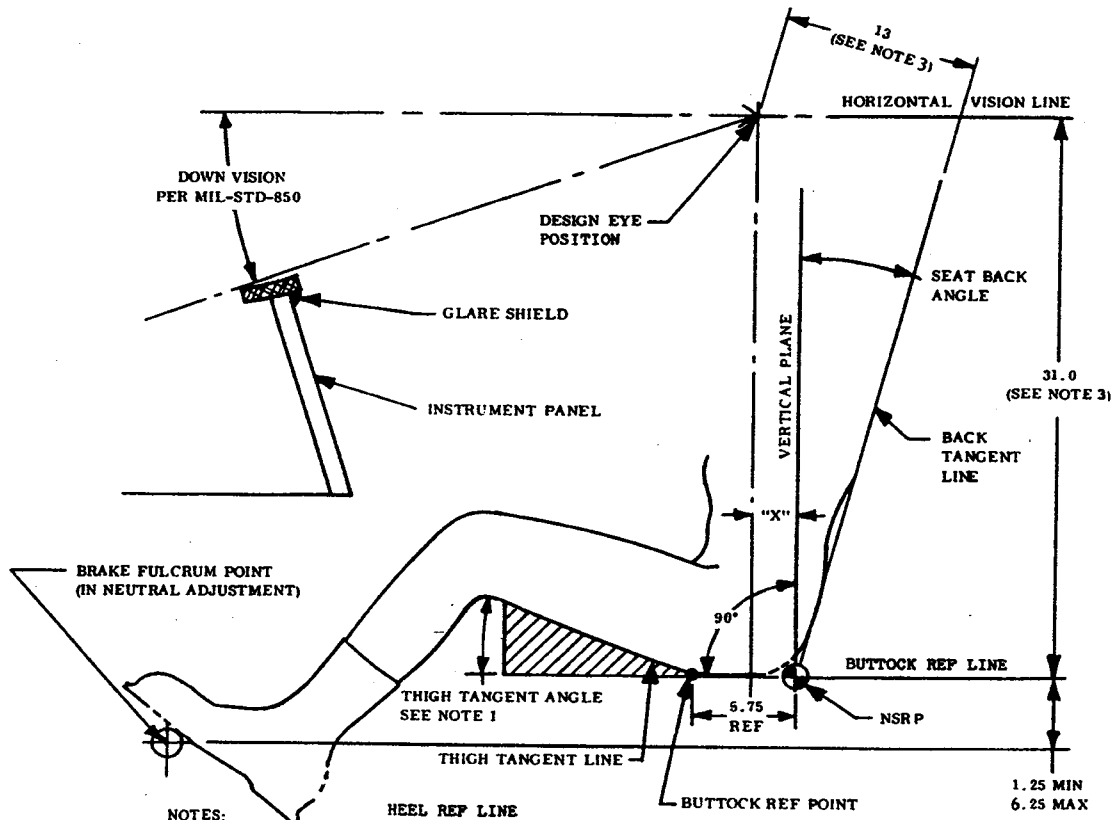 13
(SEE NOTE 3)
HORIZONTAL VISION LINE
DOWN VISION
PER MIL-STD-850
DESIGN EYE
POSITION
SEAT BACK
ANGLE
GLARE SHIELD
VERTICAL PLANE
31.0
(SEE NOTE 3)
INSTRUMENT PANEL
BACK
TANGENT
LINE
"X"
BRAKE FULCRUM POINT
(IN NEUTRAL ADJUSTMENT)
90°
BUTTOCK REF LINE
THIGH TANGENT ANGLE
SEE NOTE 1
5.75
REF
NSRP
THIGH TANGENT LINE
1.25 MIN
6.25 MAX
BUTTOCK REF POINT
NOTES:
HEEL REF LINE